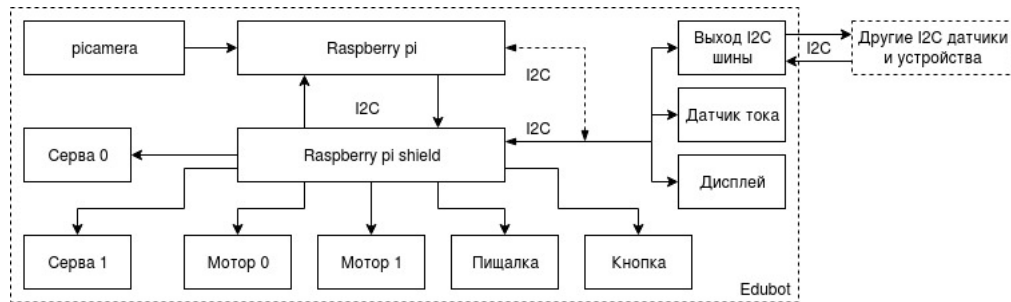 picamera
Raspberry pi
Выход I2C
шины
I2C
Другие I2C датчики
и устройства
I2C
I2C
I2C
Датчик тока
Серва 0
Raspberry pi shield
Дисплей
Серва 1
Мотор 0
Мотор 1
Пищалка
Кнопка
Edubot